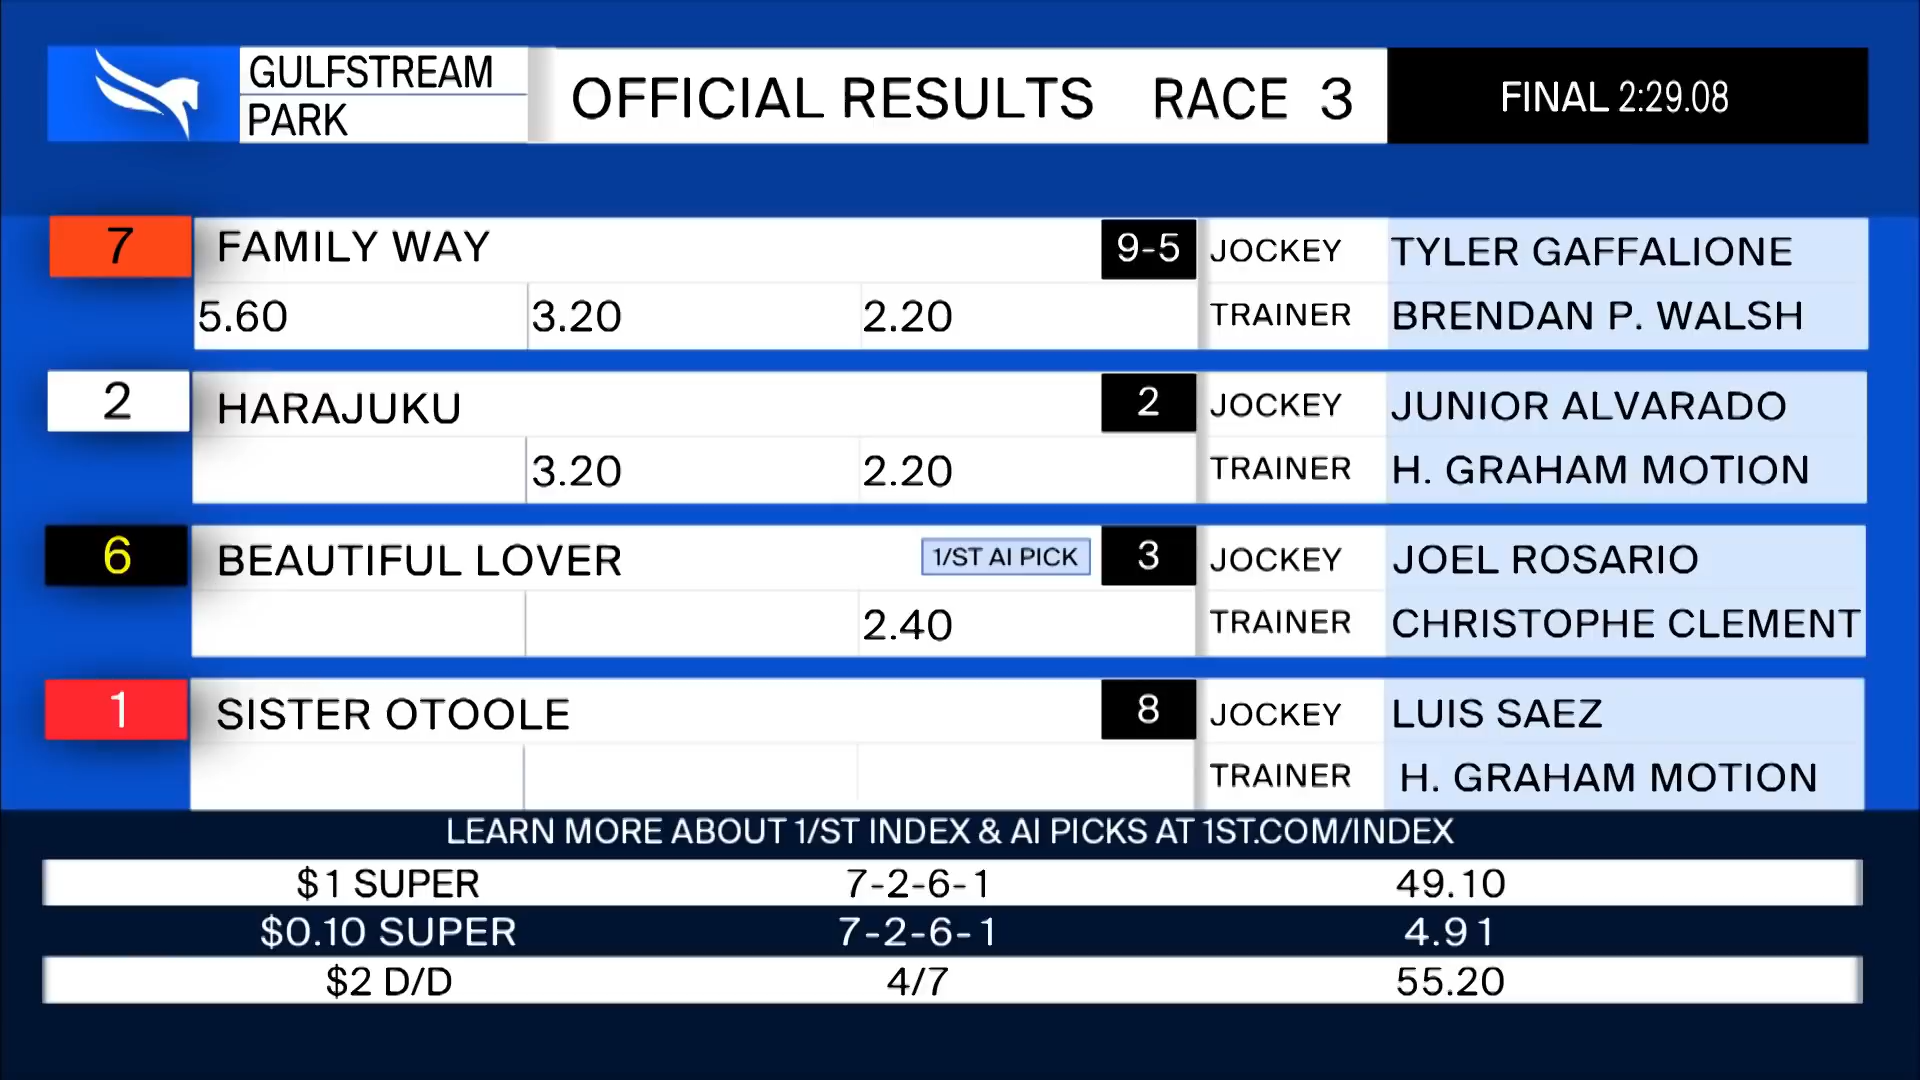 GULFSTREAM
PARK
OFFICIAL RESULTS RACE 3
FINAL 2:29.08
7 FAMILY WAY 9-5 JOCKEY TYLER GAFFALIONE
5.60 3.20 2.20 TRAINER BRENDAN P. WALSH
2 HARAJUKU 2 JOCKEY JUNIOR ALVARADO
3.20 2.20 TRAINER H. GRAHAM MOTION
6 BEAUTIFUL LOVER 1/ST AI PICK 3 JOCKEY JOEL ROSARIO
2.40 TRAINER CHRISTOPHE CLEMENT
1 SISTER OTOOLE 8 JOCKEY LUIS SAEZ
TRAINER H. GRAHAM MOTION
LEARN MORE ABOUT 1/ST INDEX & AI PICKS AT 1ST.COM/INDEX
$1 SUPER 7-2-6-1 49.10
$0.10 SUPER 7-2-6-1 4.91
$2 D/D 4/7 55.20